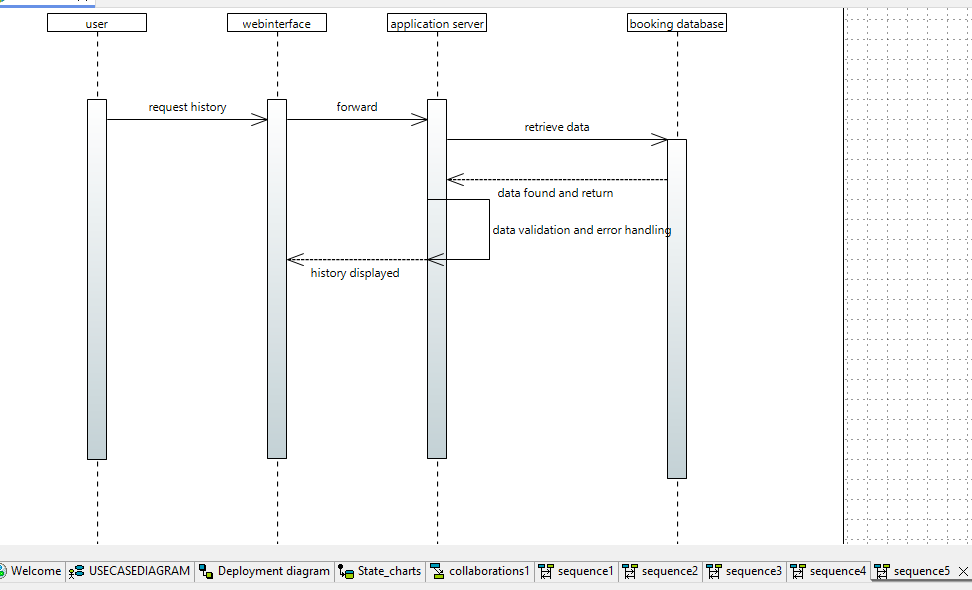 user
webinterface
application server
booking database
request history
forward
retrieve data
data found and return
data validation and error handling
history displayed
Welcome
USECASEDIAGRAM
Deployment diagram
State_charts
collaborations1
sequence1
sequence2
sequence3
sequence4
sequence5